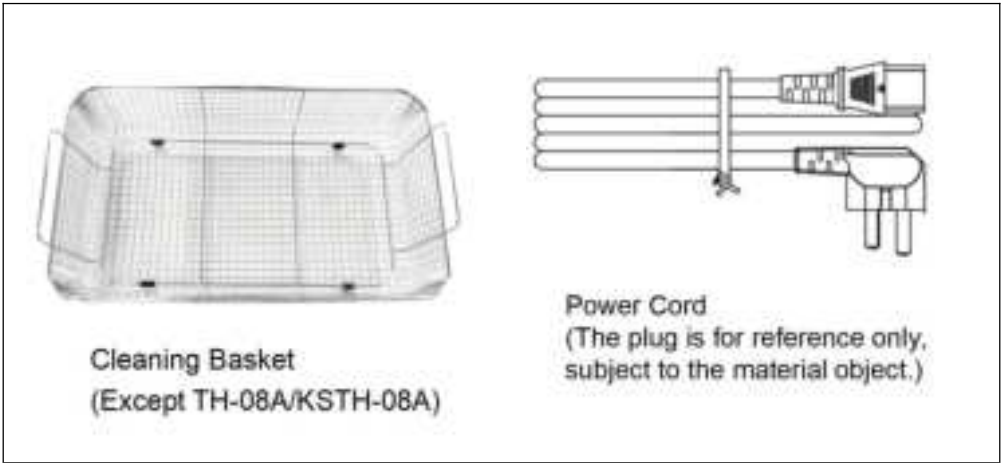 Cleaning Basket
(Except TH-08A/KSTH-08A)
Power Cord
(The plug is for reference only,
subject to the material object.)